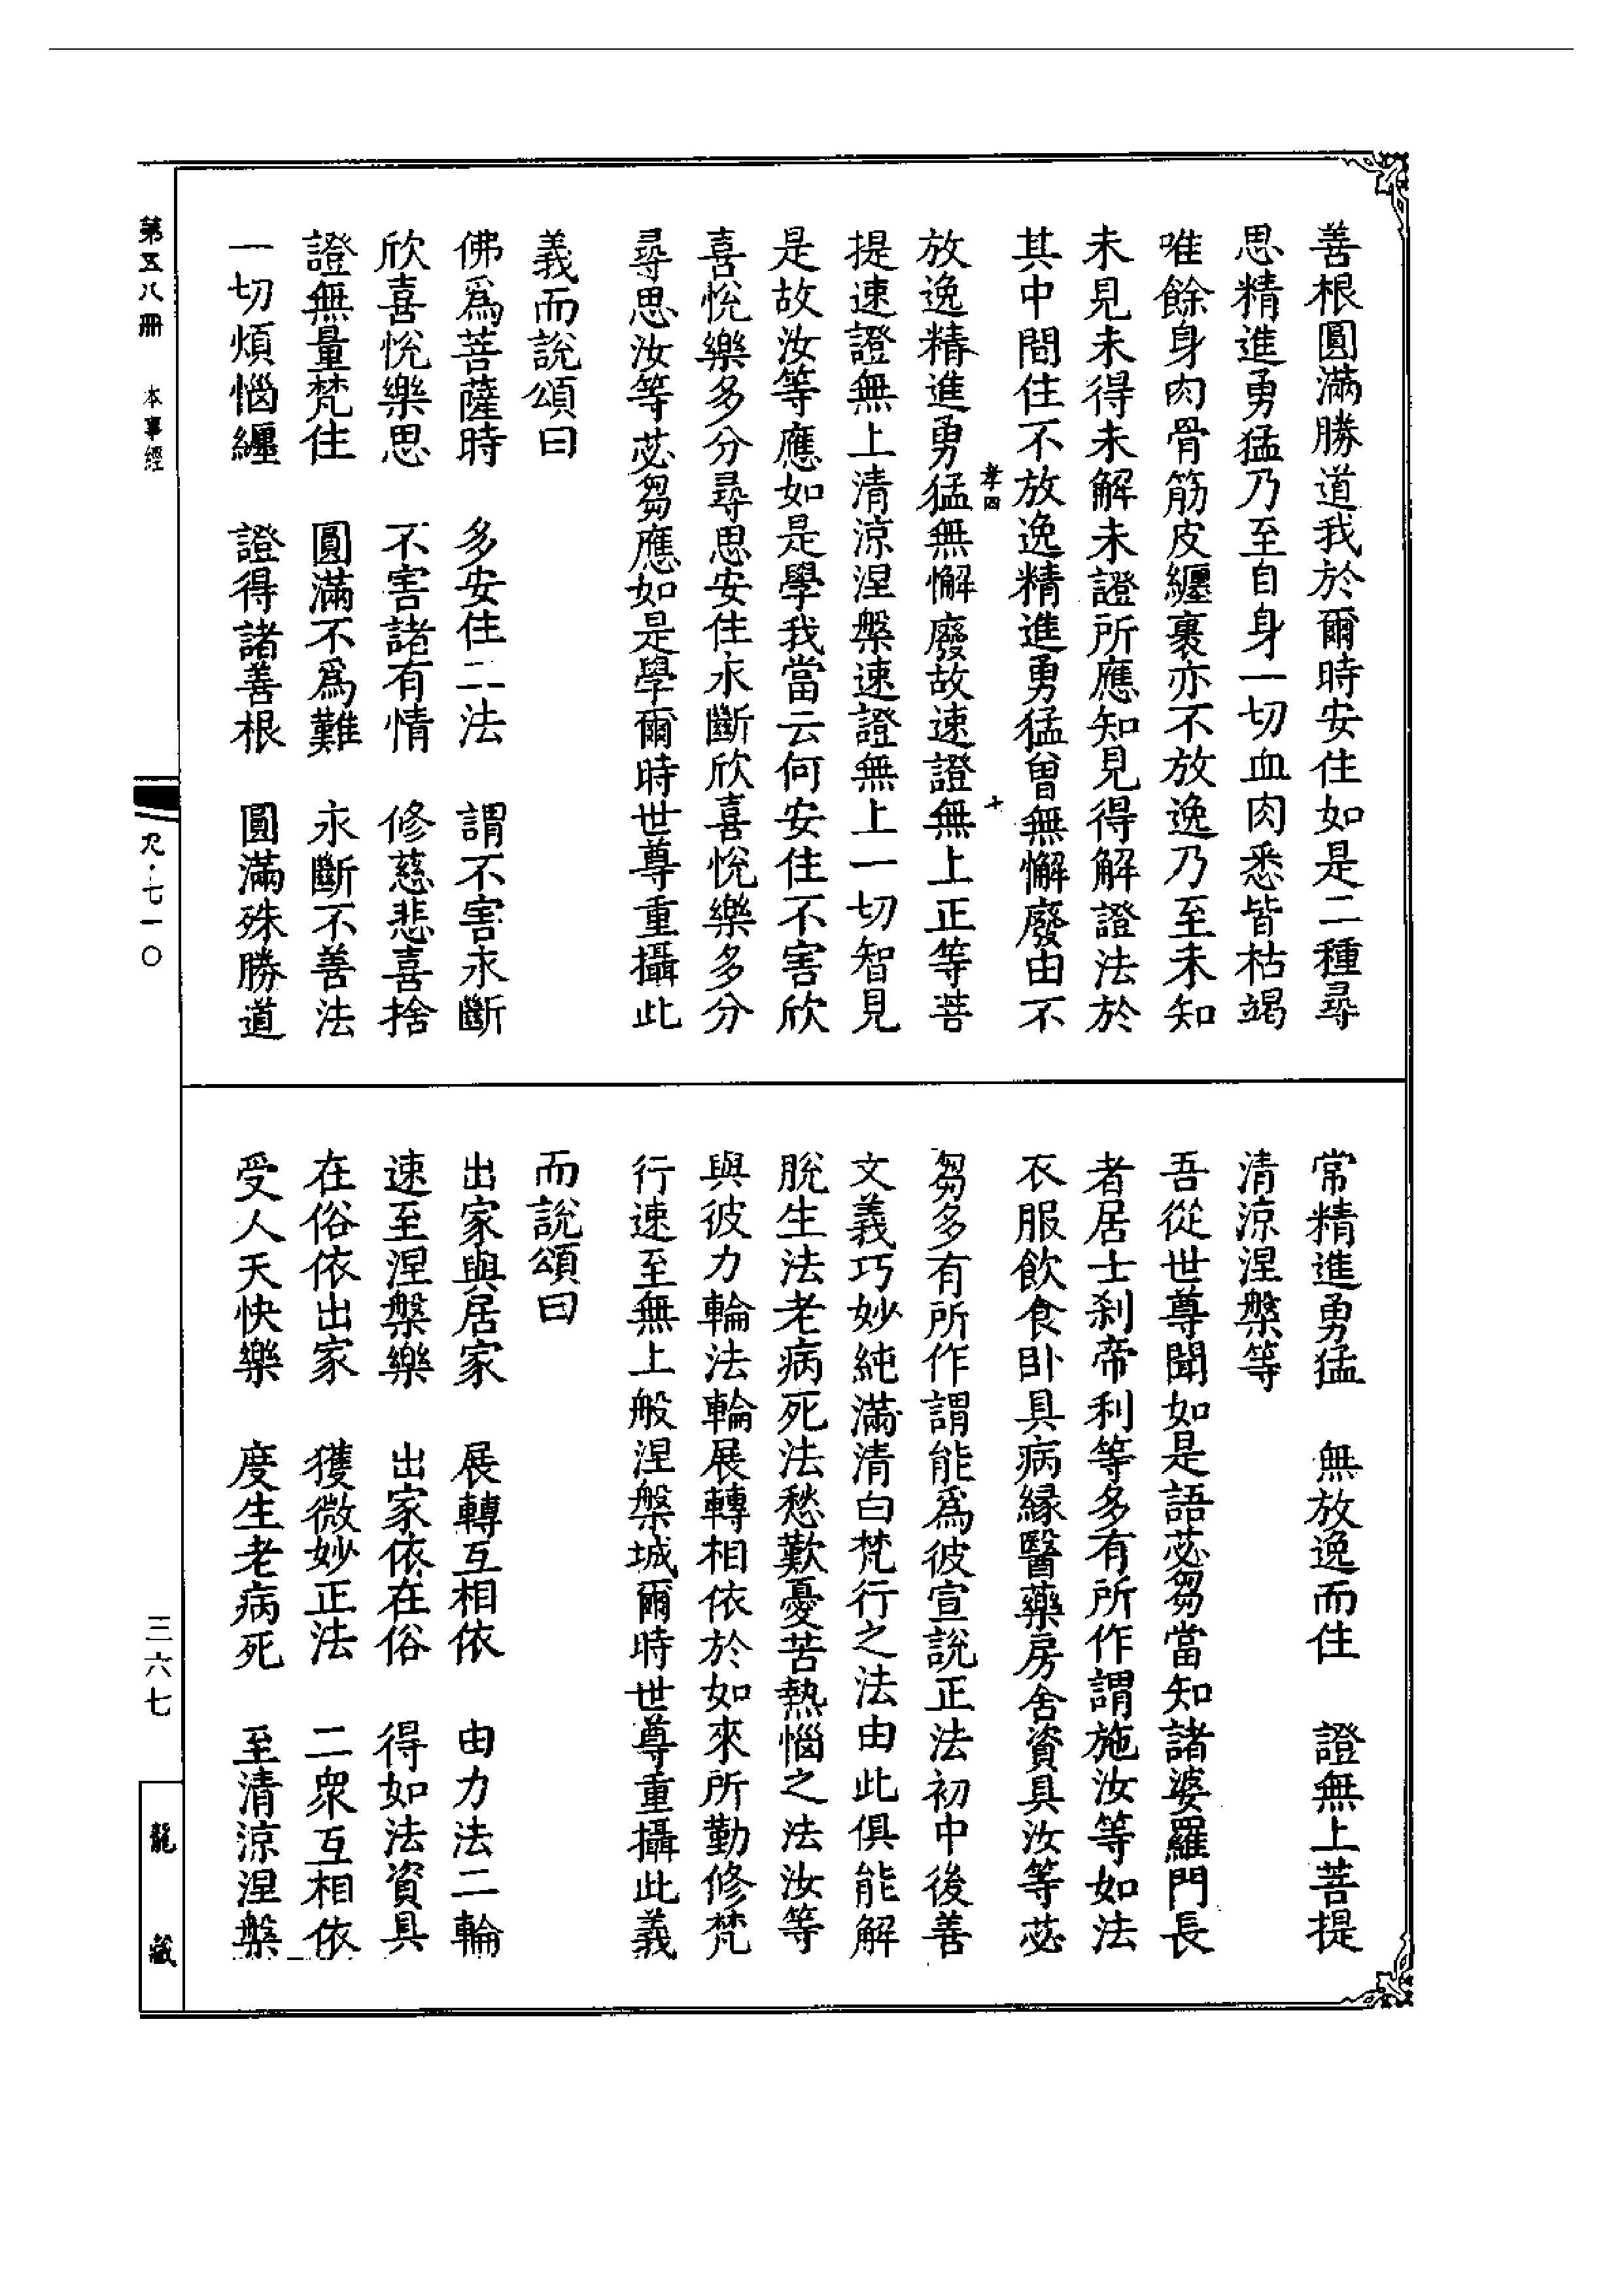 善根圓滿勝道我於爾時安住如是二種尋
思精進勇猛乃至自身一切血肉悉皆枯竭
唯餘身肉骨筋皮纏裹亦不放逸乃至未知
未見未得未解未證所應知見得解證法於
其中間住不放逸精進勇猛曾無懈廢由不
孝四
十
放逸精進勇猛無懈廢故速證無上正等菩
提速證無上清涼涅槃速證無上一切智見
是故汝等應如是學我當云何安住不害欣
喜悅樂多分尋思安住永斷欣喜悅樂多分
尋思汝等苾芻應如是學爾時世尊重攝此
義而說頌曰
佛爲菩薩時　多安住二法　謂不害永斷
欣喜悅樂思　不害諸有情　修慈悲喜捨
證無量梵住　圓滿不爲難　永斷不善法
一切煩惱纏　證得諸善根　圓滿殊勝道
常精進勇猛　無放逸而住　證無上菩提
清涼涅槃等
吾從世尊聞如是語苾芻當知諸婆羅門長
者居士刹帝利等多有所作謂施汝等如法
衣服飲食卧具病緣醫藥房舍資具汝等苾
芻多有所作謂能爲彼宣說正法初中後善
文義巧妙純滿清白梵行之法由此俱能解
脫生法老病死法愁歎憂苦熱惱之法汝等
與彼力輪法輪展轉相依於如來所勤修梵
行速至無上般涅槃城爾時世尊重攝此義
而說頌曰
出家與居家　展轉互相依　由力法二輪
速至涅槃樂　出家依在俗　得如法資具
在俗依出家　獲微妙正法　二衆互相依
受人天快樂　度生老病死　至清涼涅槃
第五八冊　本事經
尺·七一〇
三六七
龍藏